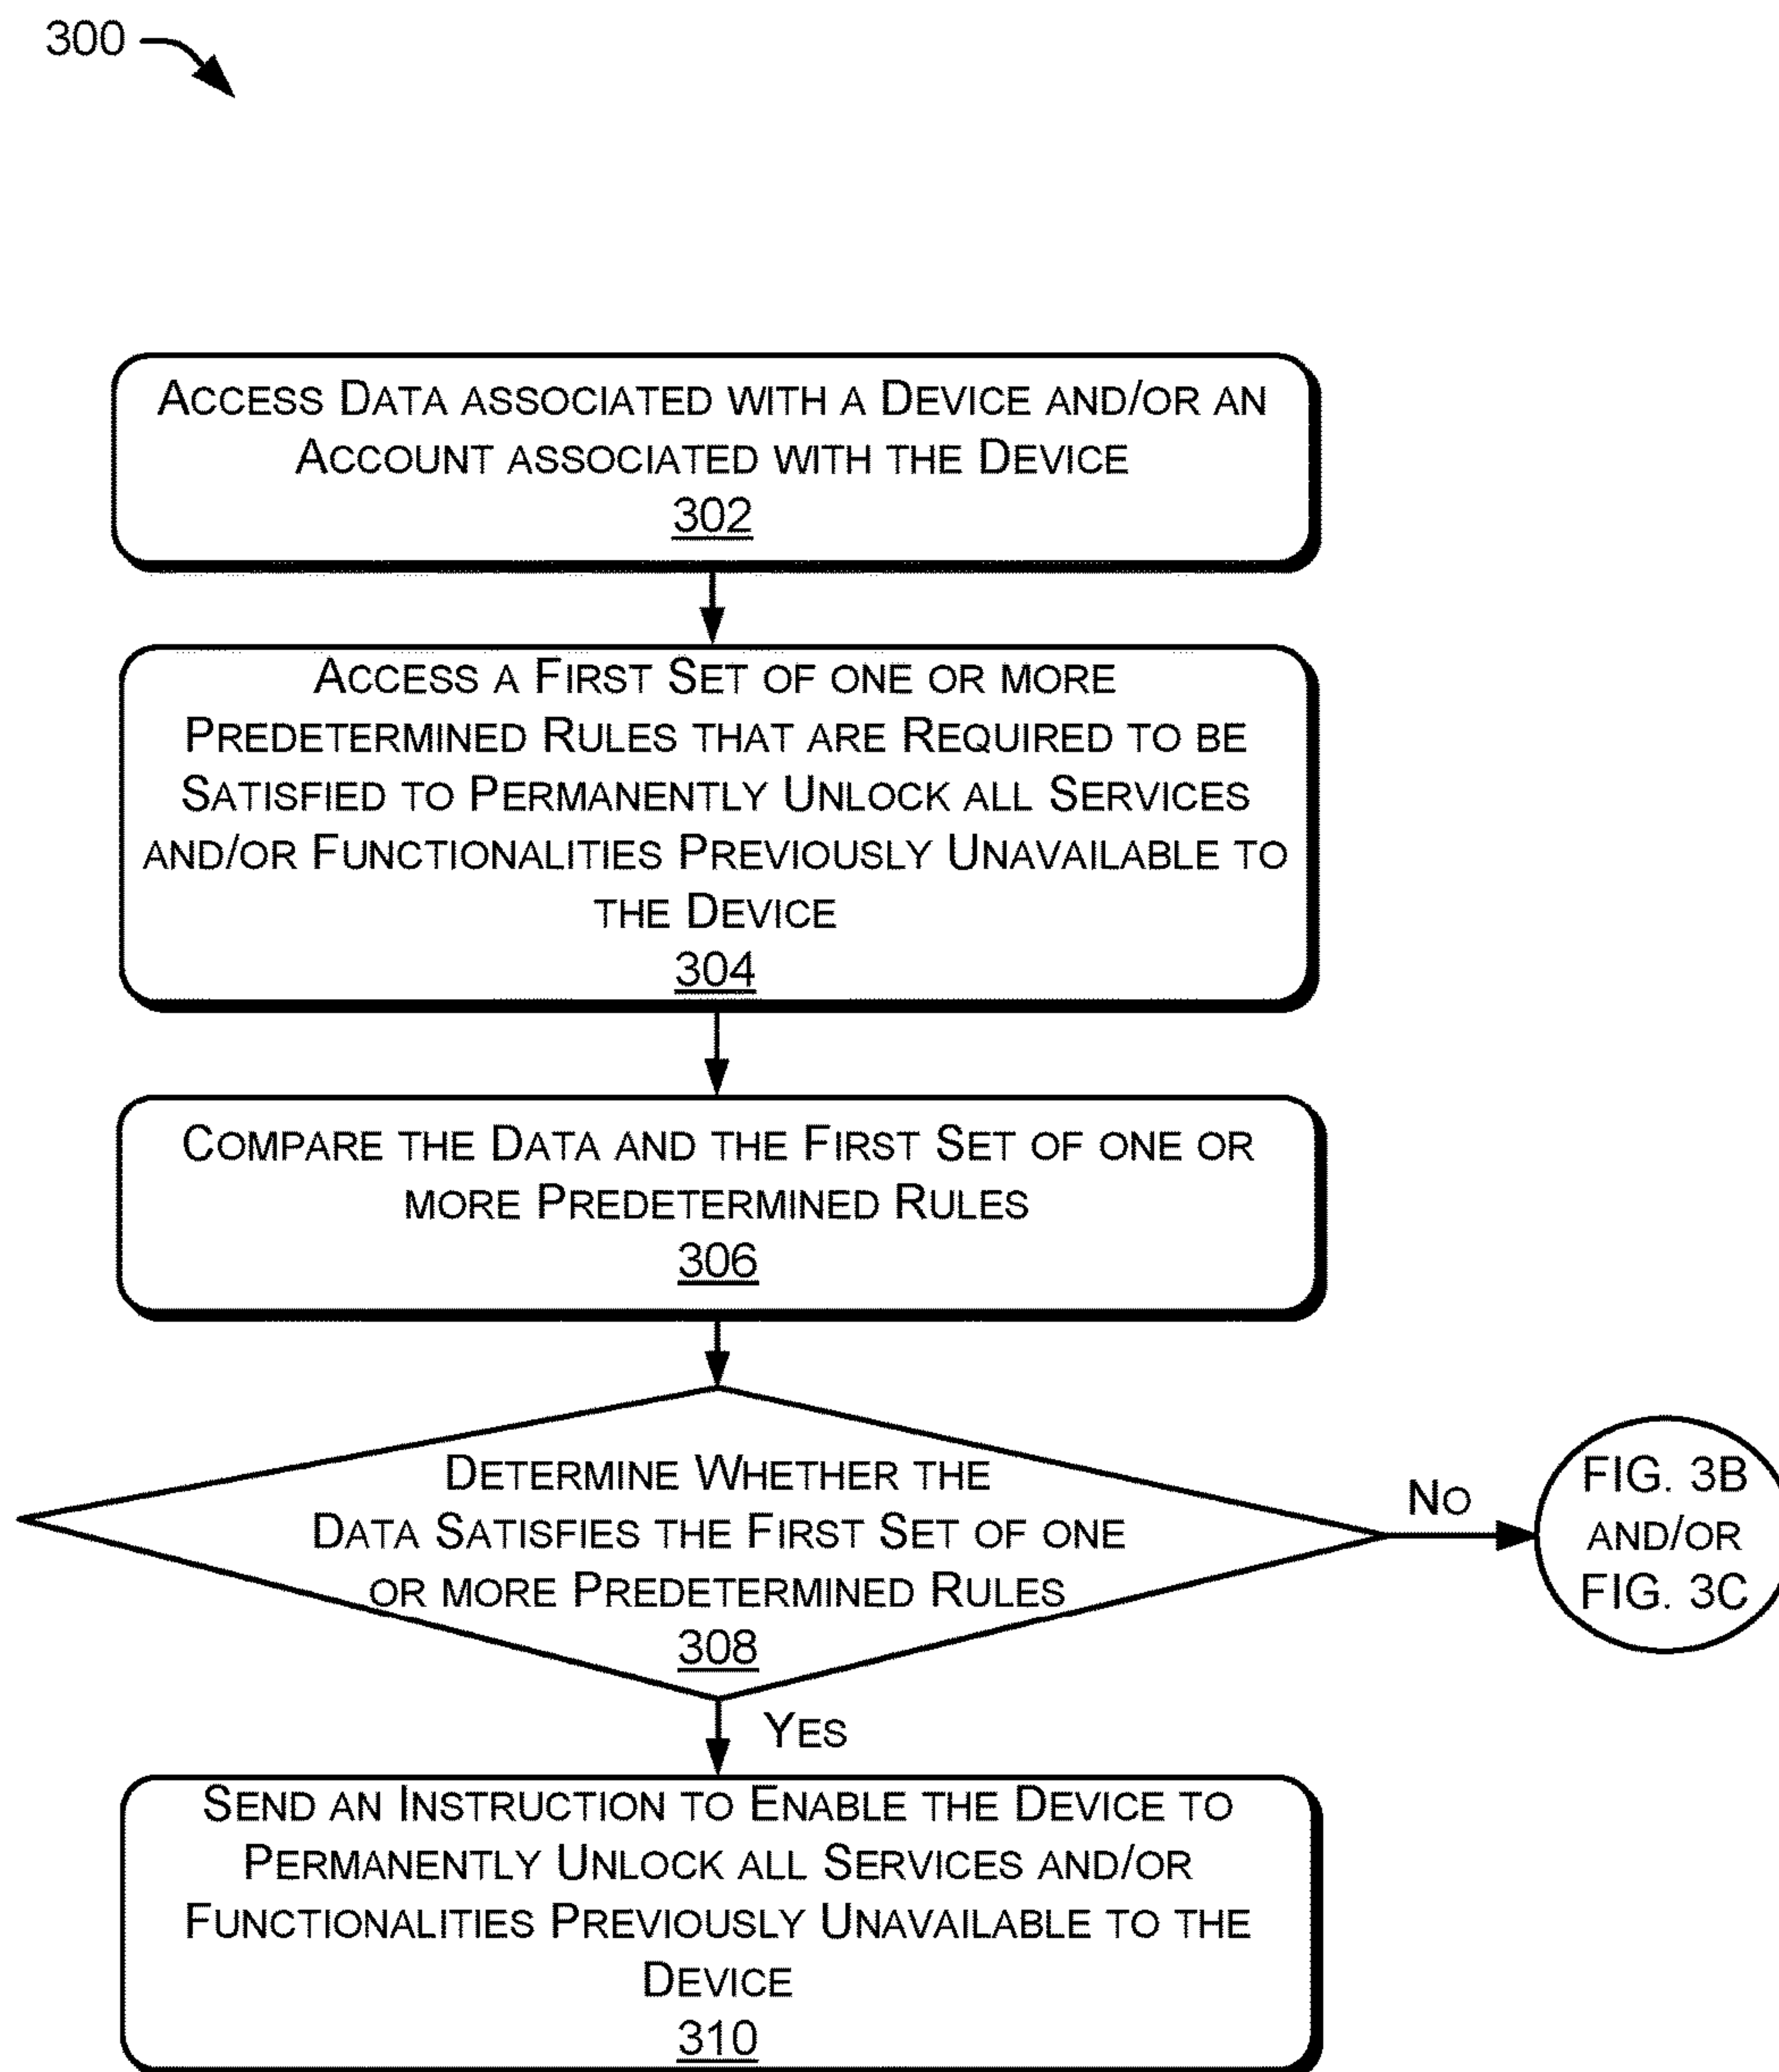 300
ACCESS DATA ASSOCIATED WITH A DEVICE AND/OR AN
ACCOUNT ASSOCIATED WITH THE DEVICE
302
ACCESS A FIRST SET OF ONE OR MORE
PREDETERMINED RULES THAT ARE REQUIRED TO BE
SATISFIED TO PERMANENTLY UNLOCK ALL SERVICES
AND/OR FUNCTIONALITIES PREVIOUSLY UNAVAILABLE TO
THE DEVICE
304
COMPARE THE DATA AND THE FIRST SET OF ONE OR
MORE PREDETERMINED RULES
306
DETERMINE WHETHER THE
DATA SATISFIES THE FIRST SET OF ONE
OR MORE PREDETERMINED RULES
308
NO
FIG. 3B
AND/OR
FIG. 3C
YES
SEND AN INSTRUCTION TO ENABLE THE DEVICE TO
PERMANENTLY UNLOCK ALL SERVICES AND/OR
FUNCTIONALITIES PREVIOUSLY UNAVAILABLE TO THE
DEVICE
310